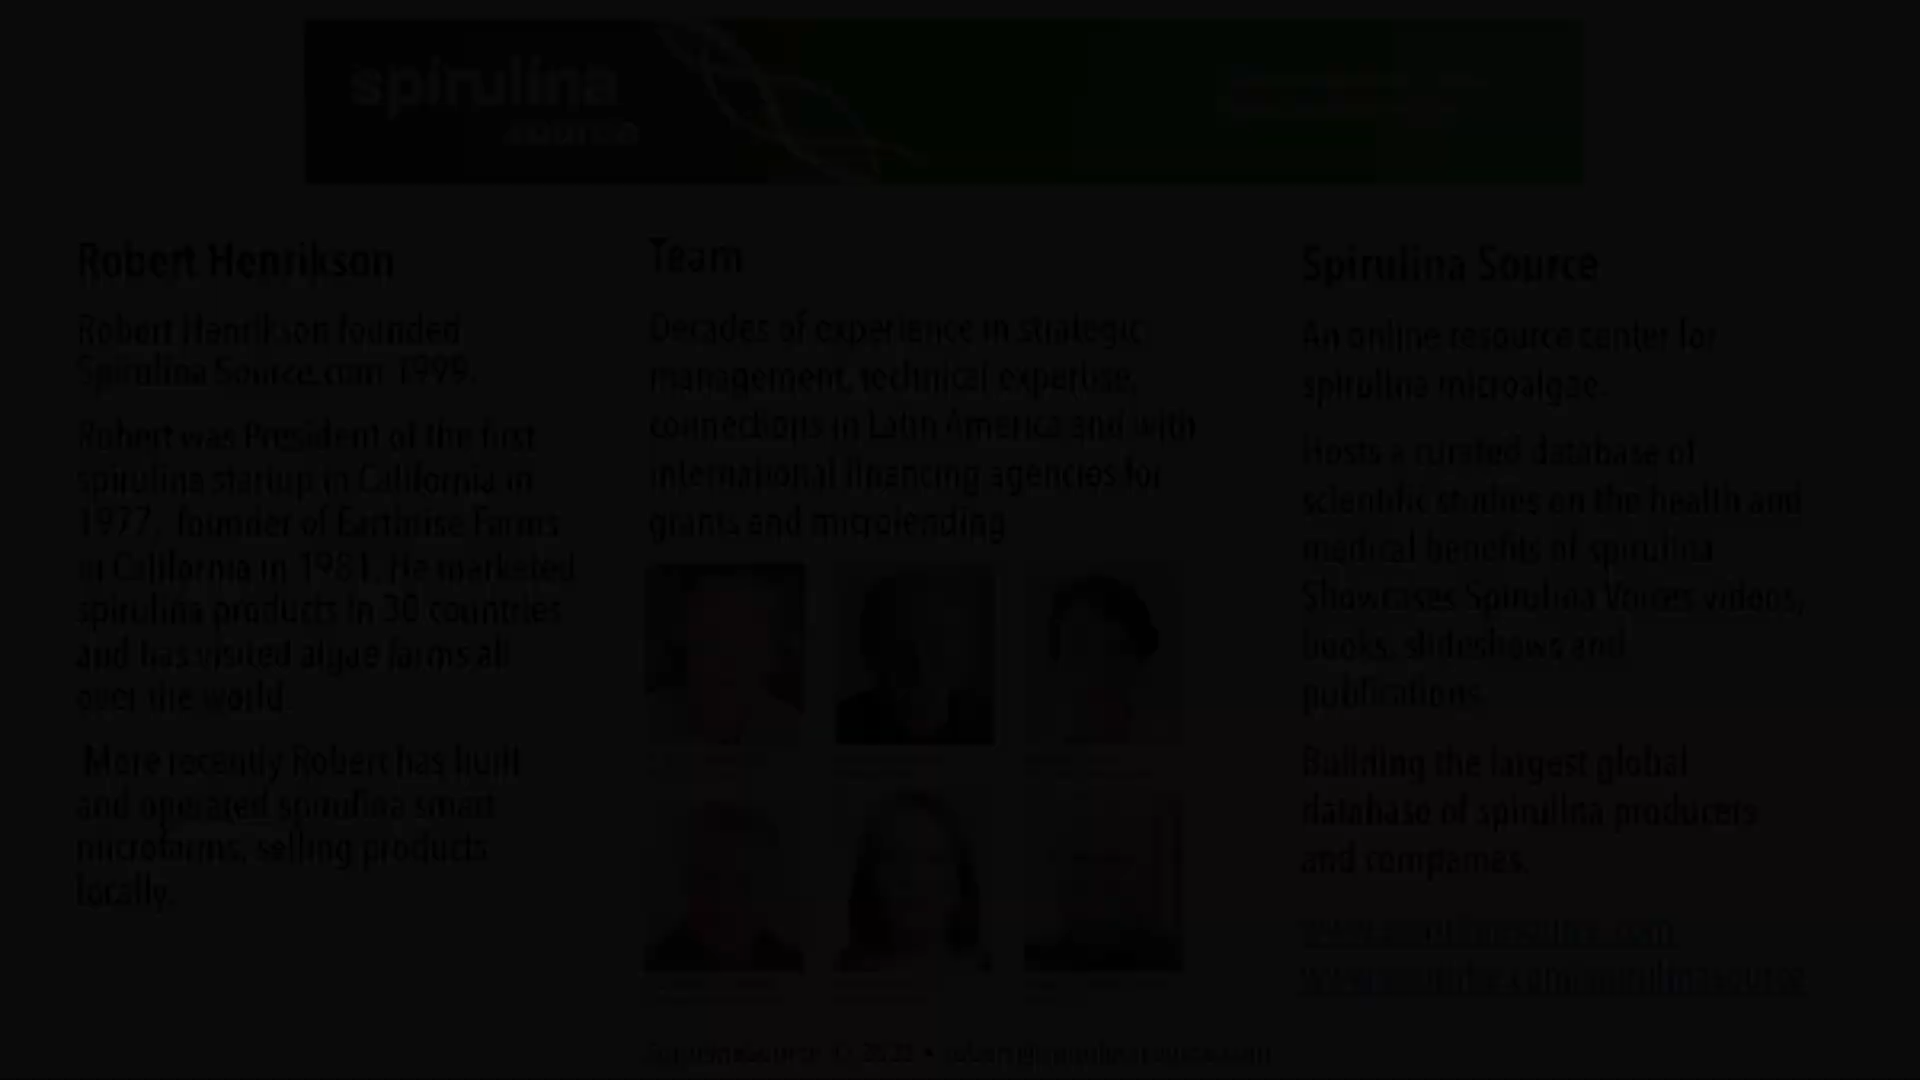 spirulina
source
Robert Henrikson
Robert Henrikson founded
Spirulina Source.com 1999.
Robert was President of the first
spirulina startup in California in
1977, founder of Earthrise Farms
in California in 1981. He marketed
spirulina products in 30 countries
and has visited algae farms all
over the world.
More recently Robert has built
and operated spirulina smart
microfarms, selling products
locally.
Team
Decades of experience in strategic
management, technical expertise,
connections in Latin America and with
international financing agencies for
grants and microlending
Spirulina Source
An online resource center for
spirulina microalgae.
Hosts a curated database of
scientific studies on the health and
medical benefits of spirulina
Showcases Spirulina Voices videos,
books, slideshows and
publications.
Building the largest global
database of spirulina producers
and companies.
www.spirulinasource.com